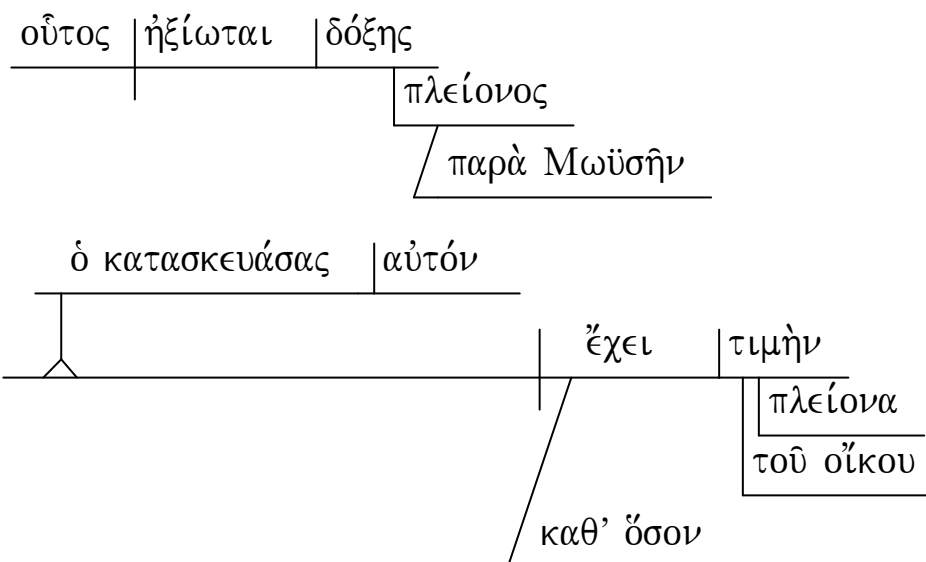 οὗτος ἠξίωται δόξης
πλείονος
παρὰ Μωϋσῆν
ὁ κατασκευάσας αὐτόν
ἔχει τιμὴν
πλείονα
τοῦ οἴκου
καθ’ ὅσον